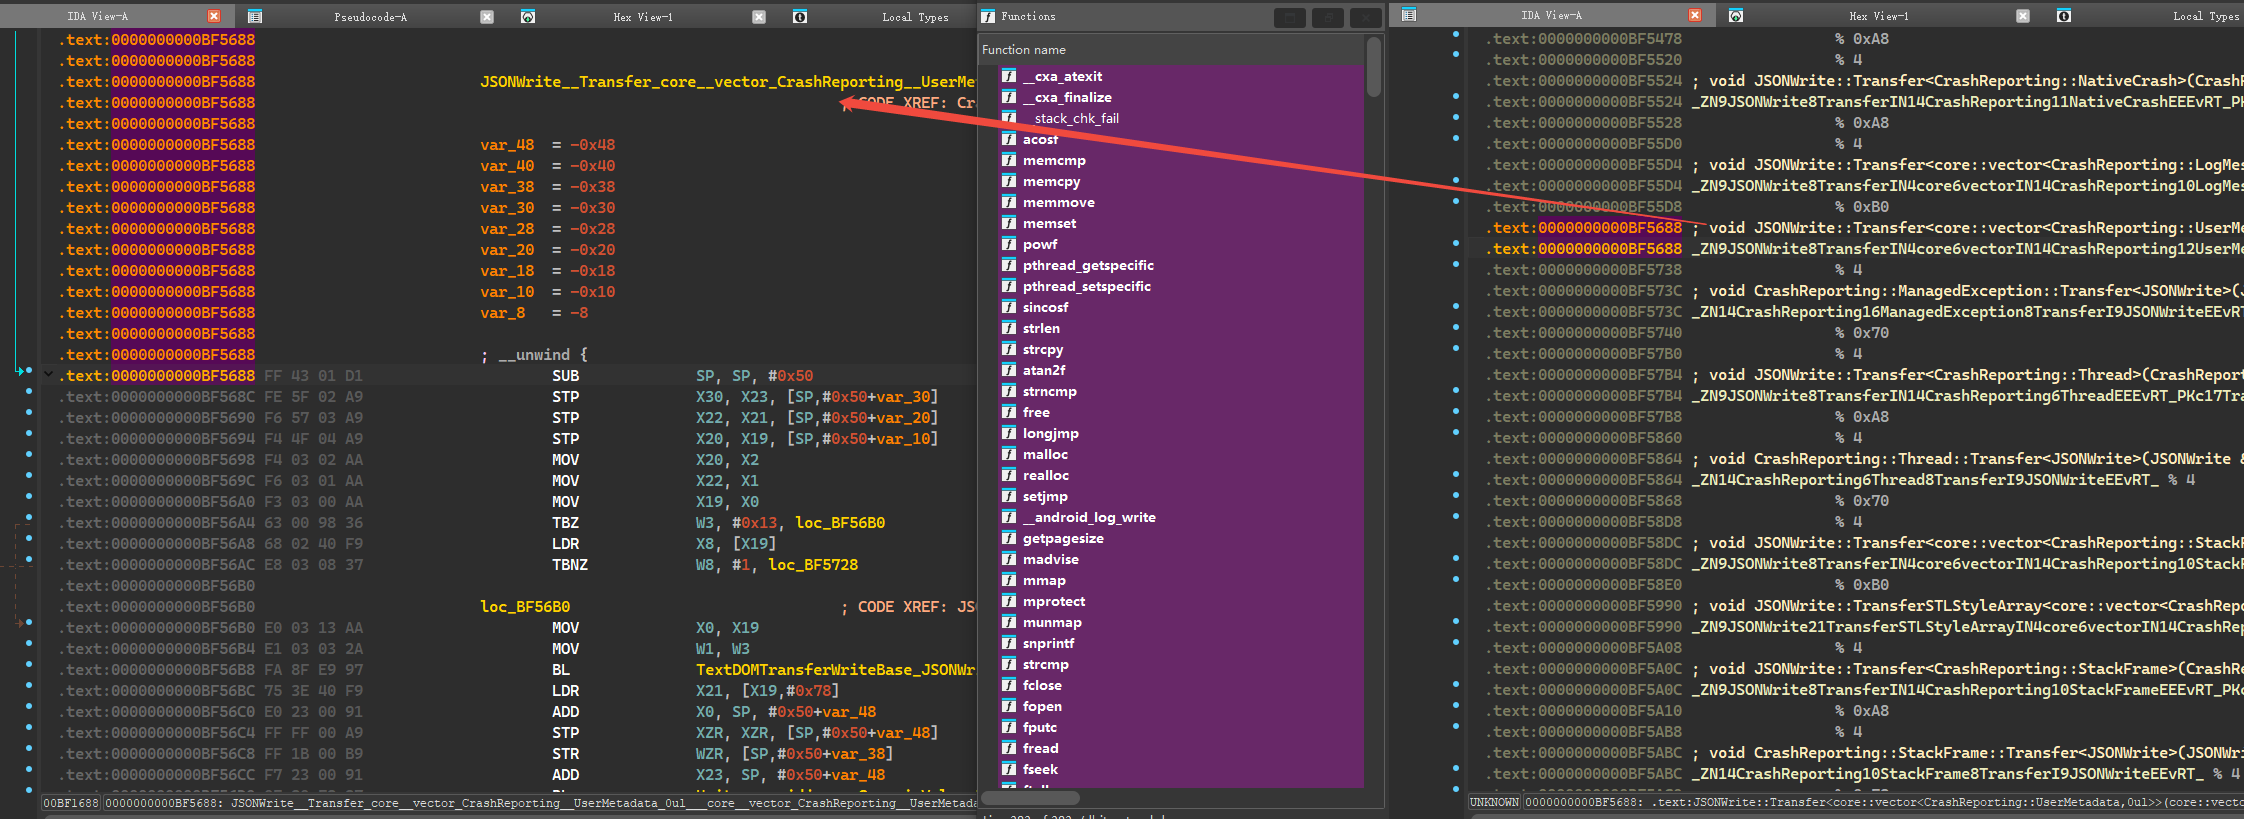 IDA View-A
Pseudocode-A
Hex View-1
Local Types
.text:0000000000BF5688
.text:0000000000BF5688
.text:0000000000BF5688 JSONWrite__Transfer_core__vector_CrashReporting__UserMe
.text:0000000000BF5688 ; CODE XREF: Cr
.text:0000000000BF5688
.text:0000000000BF5688 var_48 = -0x48
.text:0000000000BF5688 var_40 = -0x40
.text:0000000000BF5688 var_38 = -0x38
.text:0000000000BF5688 var_30 = -0x30
.text:0000000000BF5688 var_28 = -0x28
.text:0000000000BF5688 var_20 = -0x20
.text:0000000000BF5688 var_18 = -0x18
.text:0000000000BF5688 var_10 = -0x10
.text:0000000000BF5688 var_8 = -8
.text:0000000000BF5688
.text:0000000000BF5688 ; __unwind {
.text:0000000000BF5688 FF 43 01 D1 SUB SP, SP, #0x50
.text:0000000000BF568C FE 5F 02 A9 STP X30, X23, [SP,#0x50+var_30]
.text:0000000000BF5690 F6 57 03 A9 STP X22, X21, [SP,#0x50+var_20]
.text:0000000000BF5694 F4 4F 04 A9 STP X20, X19, [SP,#0x50+var_10]
.text:0000000000BF5698 F4 03 02 AA MOV X20, X2
.text:0000000000BF569C F6 03 01 AA MOV X22, X1
.text:0000000000BF56A0 F3 03 00 AA MOV X19, X0
.text:0000000000BF56A4 63 00 98 36 TBZ W3, #0x13, loc_BF56B0
.text:0000000000BF56A8 68 02 40 F9 LDR X8, [X19]
.text:0000000000BF56AC E8 03 08 37 TBNZ W8, #1, loc_BF5728
.text:0000000000BF56B0
.text:0000000000BF56B0 loc_BF56B0 ; CODE XREF: JS
.text:0000000000BF56B0 E0 03 13 AA MOV X0, X19
.text:0000000000BF56B4 E1 03 03 2A MOV W1, W3
.text:0000000000BF56B8 FA 8F E9 97 BL TextDOMTransferWriteBase_JSONWr
.text:0000000000BF56BC 75 3E 40 F9 LDR X21, [X19,#0x78]
.text:0000000000BF56C0 E0 23 00 91 ADD X0, SP, #0x50+var_48
.text:0000000000BF56C4 FF FF 00 A9 STP XZR, XZR, [SP,#0x50+var_48]
.text:0000000000BF56C8 FF 1B 00 B9 STR WZR, [SP,#0x50+var_38]
.text:0000000000BF56CC F7 23 00 91 ADD X23, SP, #0x50+var_48
00BF1688 0000000000BF5688: JSONWrite__Transfer_core__vector_CrashReporting__UserMetadata_0ul___core__vector_CrashReporting__UserMetada
Functions
Function name
__cxa_atexit
__cxa_finalize
__stack_chk_fail
acosf
memcmp
memcpy
memmove
memset
powf
pthread_getspecific
pthread_setspecific
sincosf
strlen
strcpy
atan2f
strncmp
free
longjmp
malloc
realloc
setjmp
__android_log_write
getpagesize
madvise
mmap
mprotect
munmap
snprintf
strcmp
fclose
fopen
fputc
fread
fseek
IDA View-A
Hex View-1
Local Types
.text:0000000000BF5478 % 0xA8
.text:0000000000BF5520 % 4
.text:0000000000BF5524 ; void JSONWrite::Transfer<CrashReporting::NativeCrash>(Crash
.text:0000000000BF5524 _ZN9JSONWrite8TransferIN14CrashReporting11NativeCrashEEEvRT_PK
.text:0000000000BF5528 % 0xA8
.text:0000000000BF55D0 % 4
.text:0000000000BF55D4 ; void JSONWrite::Transfer<core::vector<CrashReporting::LogMes
.text:0000000000BF55D4 _ZN9JSONWrite8TransferIN4core6vectorIN14CrashReporting10LogMes
.text:0000000000BF55D8 % 0xB0
.text:0000000000BF5688 ; void JSONWrite::Transfer<core::vector<CrashReporting::UserMe
.text:0000000000BF5688 _ZN9JSONWrite8TransferIN4core6vectorIN14CrashReporting12UserMe
.text:0000000000BF5738 % 4
.text:0000000000BF573C ; void CrashReporting::ManagedException::Transfer<JSONWrite>(J
.text:0000000000BF573C _ZN14CrashReporting16ManagedException8TransferI9JSONWriteEEvRT
.text:0000000000BF5740 % 0x70
.text:0000000000BF57B0 % 4
.text:0000000000BF57B4 ; void JSONWrite::Transfer<CrashReporting::Thread>(CrashReport
.text:0000000000BF57B4 _ZN9JSONWrite8TransferIN14CrashReporting6ThreadEEEvRT_PKc17Tra
.text:0000000000BF57B8 % 0xA8
.text:0000000000BF5860 % 4
.text:0000000000BF5864 ; void CrashReporting::Thread::Transfer<JSONWrite>(JSONWrite &
.text:0000000000BF5864 _ZN14CrashReporting6Thread8TransferI9JSONWriteEEvRT_ % 4
.text:0000000000BF5868 % 0x70
.text:0000000000BF58D8 % 4
.text:0000000000BF58DC ; void JSONWrite::Transfer<core::vector<CrashReporting::StackF
.text:0000000000BF58DC _ZN9JSONWrite8TransferIN4core6vectorIN14CrashReporting10StackF
.text:0000000000BF58E0 % 0xB0
.text:0000000000BF5990 ; void JSONWrite::TransferSTLStyleArray<core::vector<CrashRepo
.text:0000000000BF5990 _ZN9JSONWrite21TransferSTLStyleArrayIN4core6vectorIN14CrashRep
.text:0000000000BF5A08 % 4
.text:0000000000BF5A0C ; void JSONWrite::Transfer<CrashReporting::StackFrame>(CrashRe
.text:0000000000BF5A0C _ZN9JSONWrite8TransferIN14CrashReporting10StackFrameEEEvRT_PKc
.text:0000000000BF5A10 % 0xA8
.text:0000000000BF5AB8 % 4
.text:0000000000BF5ABC ; void CrashReporting::StackFrame::Transfer<JSONWrite>(JSONWri
.text:0000000000BF5ABC _ZN14CrashReporting10StackFrame8TransferI9JSONWriteEEvRT_ % 4
UNKNOWN 0000000000BF5688: .text:JSONWrite::Transfer<core::vector<CrashReporting::UserMetadata,0ul>>(core::vecto